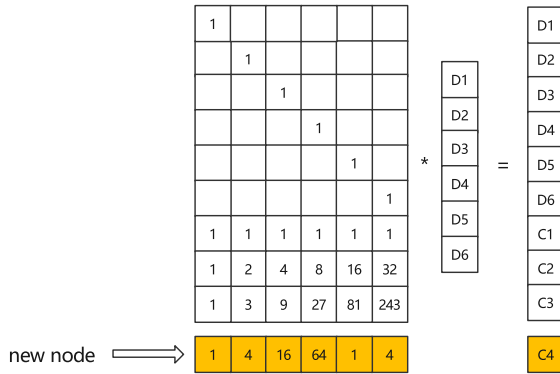 1 D1
1 D2
1 D1 D3
1 D2 D4
1 * D3 = D5
1 D4 D6
1 1 1 1 1 1 D5 C1
1 2 4 8 16 32 D6 C2
1 3 9 27 81 243 C3
new node 1 4 16 64 1 4 C4